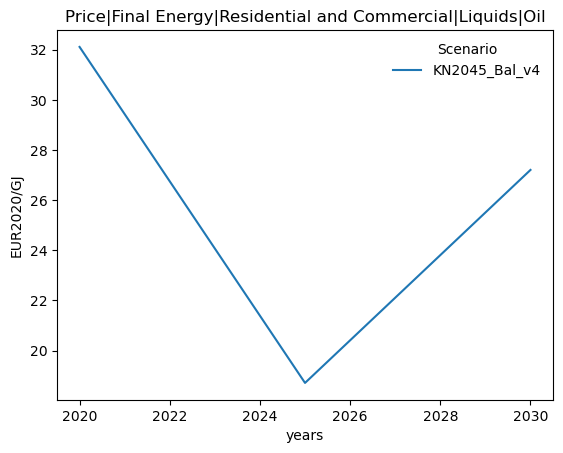 Price|Final Energy|Residential and Commercial|Liquids|Oil
Scenario
KN2045_Bal_v4
EUR2020/GJ
32
30
28
26
24
22
20
2020 2022 2024 2026 2028 2030
years